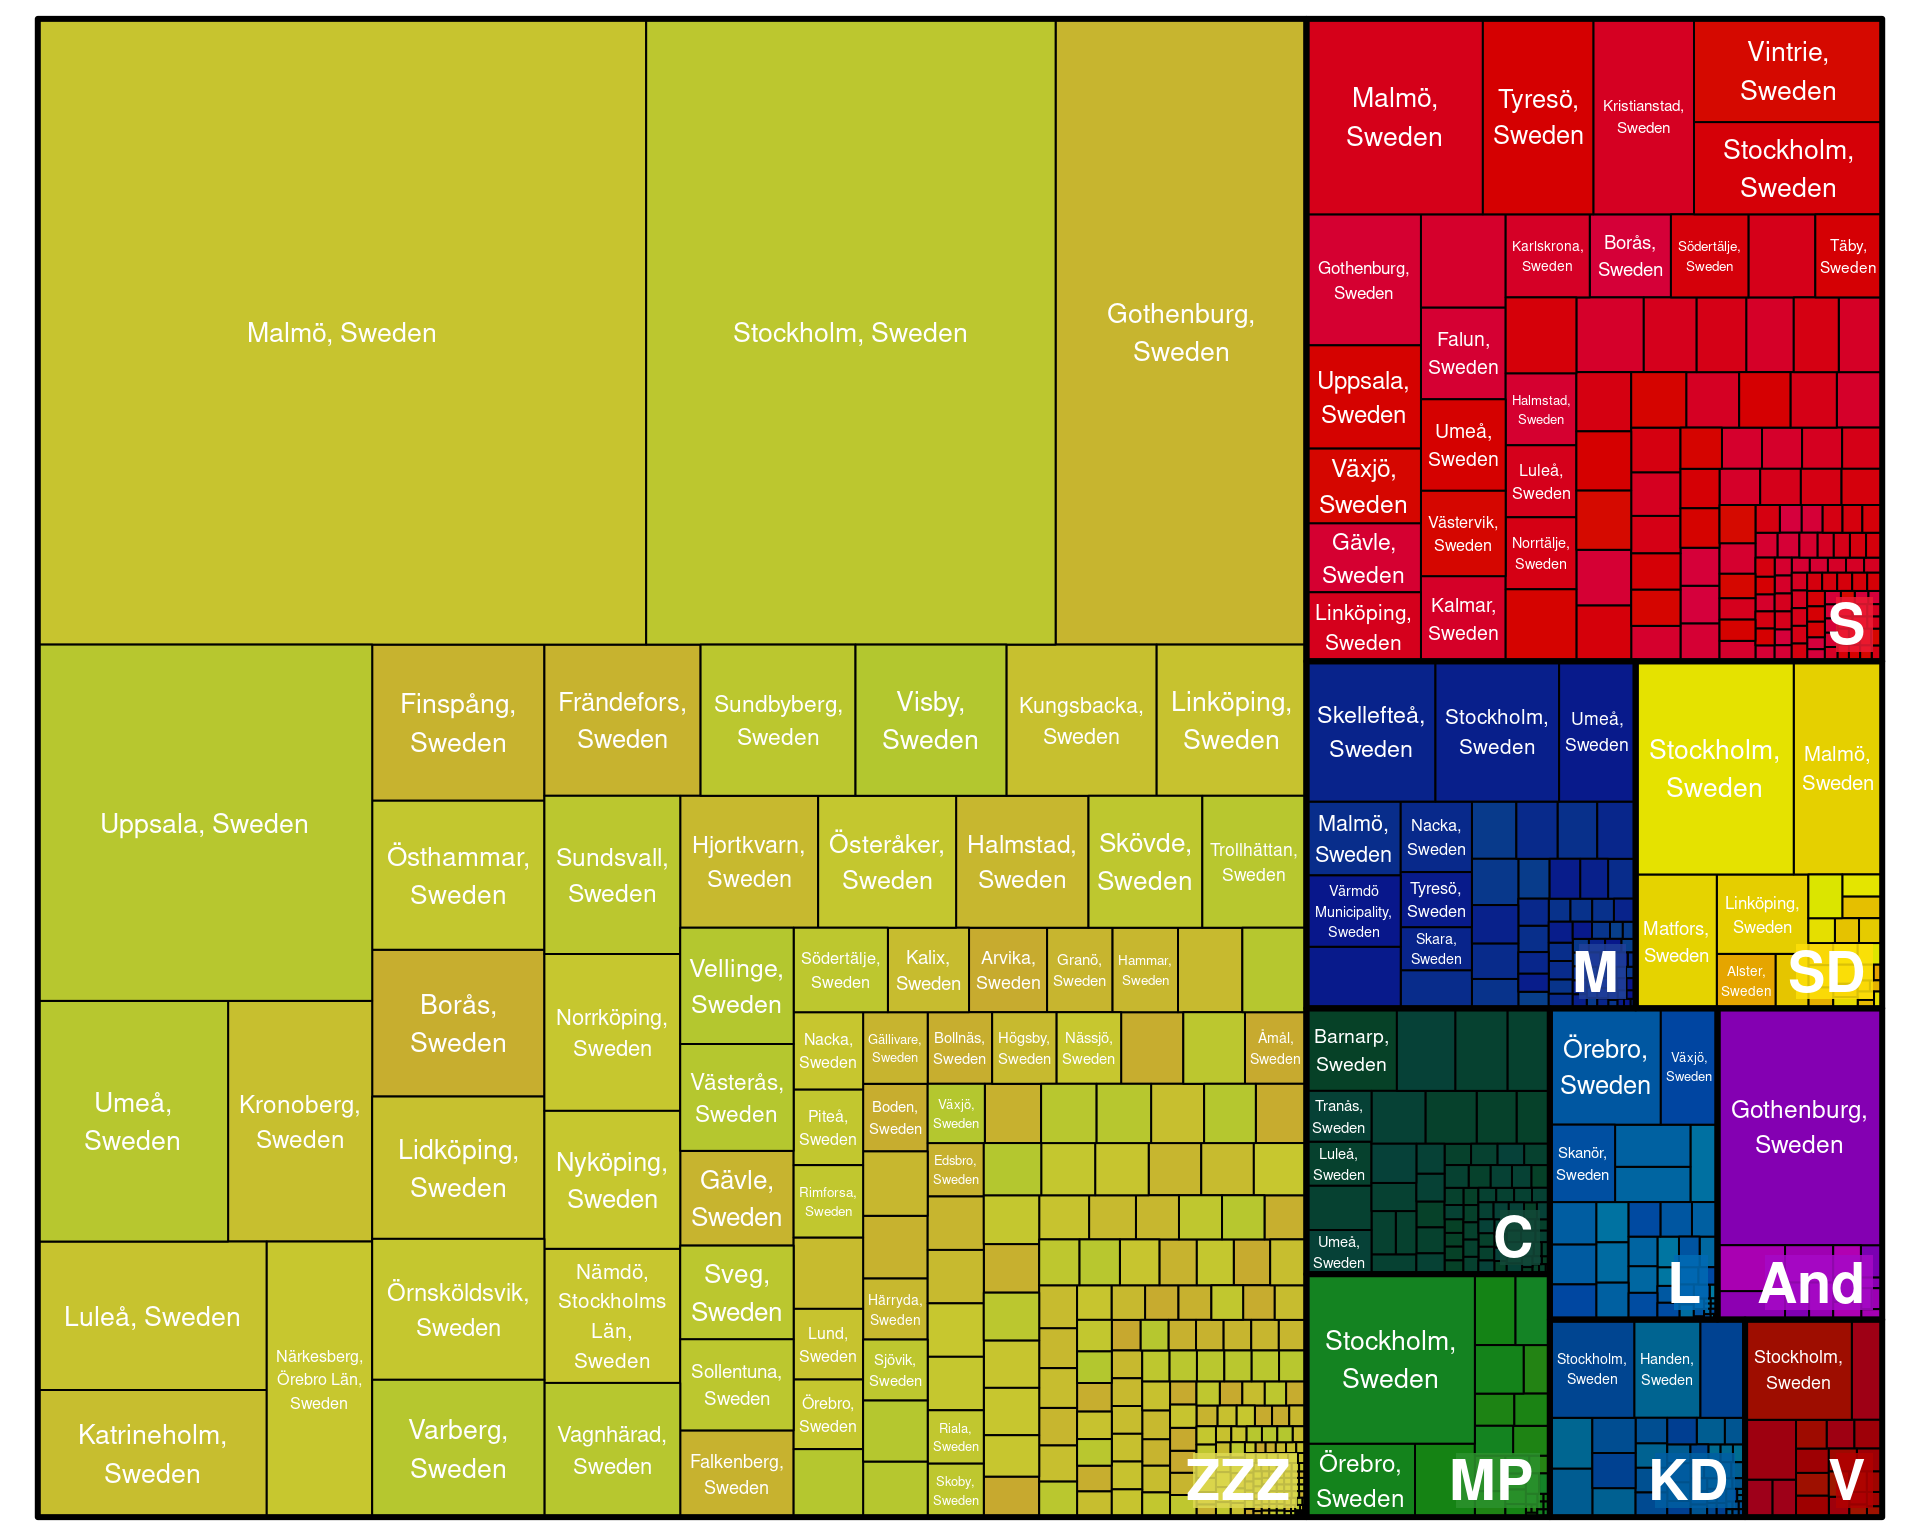 Malmö, Sweden
Stockholm, Sweden
Gothenburg,
Sweden
Uppsala, Sweden
Umeå,
Sweden
Kronoberg,
Sweden
Luleå, Sweden
Katrineholm,
Sweden
Närkesberg,
Örebro Län,
Sweden
Finspång,
Sweden
Östhammar,
Sweden
Borås,
Sweden
Lidköping,
Sweden
Örnsköldsvik,
Sweden
Varberg,
Sweden
Frändefors,
Sweden
Sundbyberg,
Sweden
Visby,
Sweden
Kungsbacka,
Sweden
Linköping,
Sweden
Sundsvall,
Sweden
Norrköping,
Sweden
Nyköping,
Sweden
Nämdö,
Stockholms
Län,
Sweden
Vagnhärad,
Sweden
Hjortkvarn,
Sweden
Österåker,
Sweden
Halmstad,
Sweden
Skövde,
Sweden
Trollhättan,
Sweden
Vellinge,
Sweden
Västerås,
Sweden
Gävle,
Sweden
Sveg,
Sweden
Sollentuna,
Sweden
Falkenberg,
Sweden
Södertälje,
Sweden
Kalix,
Sweden
Arvika,
Sweden
Granö,
Sweden
Hammar,
Sweden
Nacka,
Sweden
Gällivare,
Sweden
Bollnäs,
Sweden
Högsby,
Sweden
Nässjö,
Sweden
Åmål,
Sweden
Piteå,
Sweden
Boden,
Sweden
Växjö,
Sweden
Edsbro,
Sweden
Rimforsa,
Sweden
Härryda,
Sweden
Lund,
Sweden
Sjövik,
Sweden
Örebro,
Sweden
Riala,
Sweden
Skoby,
Sweden
ZZZ
Malmö,
Sweden
Tyresö,
Sweden
Kristianstad,
Sweden
Vintrie,
Sweden
Stockholm,
Sweden
Gothenburg,
Sweden
Uppsala,
Sweden
Växjö,
Sweden
Gävle,
Sweden
Linköping,
Sweden
Falun,
Sweden
Umeå,
Sweden
Västervik,
Sweden
Kalmar,
Sweden
Karlskrona,
Sweden
Borås,
Sweden
Södertälje,
Sweden
Täby,
Sweden
Halmstad,
Sweden
Luleå,
Sweden
Norrtälje,
Sweden
S
Skellefteå,
Sweden
Stockholm,
Sweden
Umeå,
Sweden
Malmö,
Sweden
Värmdö
Municipality,
Sweden
Nacka,
Sweden
Tyresö,
Sweden
Skara,
Sweden
M
Stockholm,
Sweden
Malmö,
Sweden
Matfors,
Sweden
Linköping,
Sweden
Alster,
Sweden
SD
Barnarp,
Sweden
Tranås,
Sweden
Luleå,
Sweden
Umeå,
Sweden
C
Örebro,
Sweden
Växjö,
Sweden
Skanör,
Sweden
L
Gothenburg,
Sweden
And
Stockholm,
Sweden
Örebro,
Sweden
MP
Stockholm,
Sweden
Handen,
Sweden
KD
Stockholm,
Sweden
V